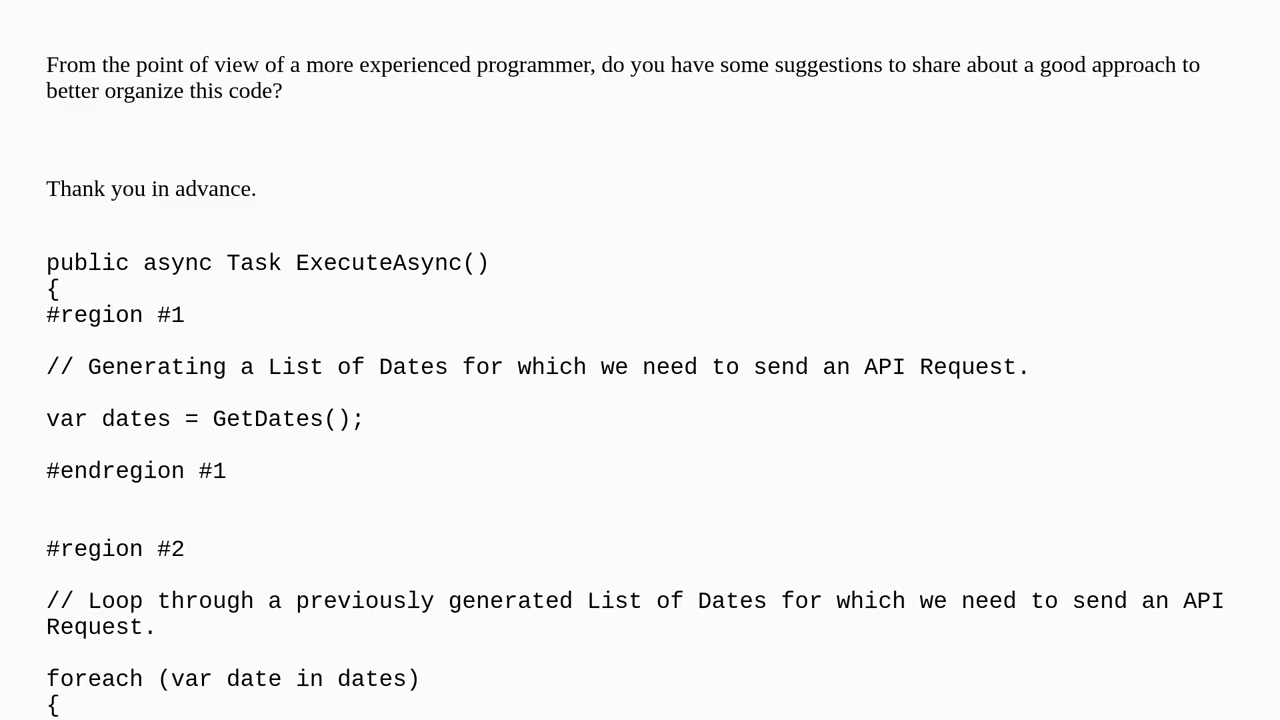 From the point of view of a more experienced programmer, do you have some suggestions to share about a good approach to
better organize this code?
Thank you in advance.
public async Task ExecuteAsync()
{
#region #1
// Generating a List of Dates for which we need to send an API Request.
var dates = GetDates();
#endregion #1
#region #2
// Loop through a previously generated List of Dates for which we need to send an API
Request.
foreach (var date in dates)
{